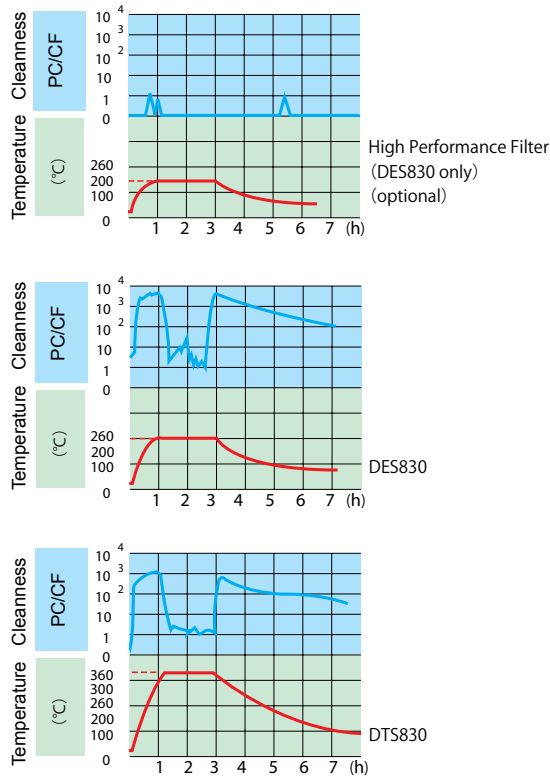 Cleanness
PC/CF
10 4
10 3
10 2
10
1
0
Temperature
(℃)
260
200
100
0
1 2 3 4 5 6 7 (h)
High Performance Filter
(DES830 only)
(optional)
Cleanness
PC/CF
10 4
10 3
10 2
10
1
0
Temperature
(℃)
260
200
100
0
1 2 3 4 5 6 7 (h)
DES830
Cleanness
PC/CF
10 4
10 3
10 2
10
1
0
Temperature
(℃)
360
300
260
200
100
0
1 2 3 4 5 6 7 (h)
DTS830